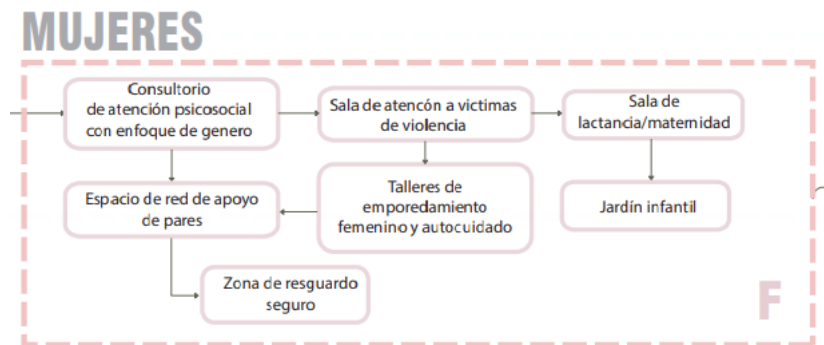 MUJERES
Consultorio
de atención psicosocial
con enfoque de genero
Sala de atencón a victimas
de violencia
Sala de
lactancia/maternidad
Espacio de red de apoyo
de pares
Talleres de
emporedamiento
femenino y autocuidado
Jardín infantil
Zona de resguardo
seguro
F